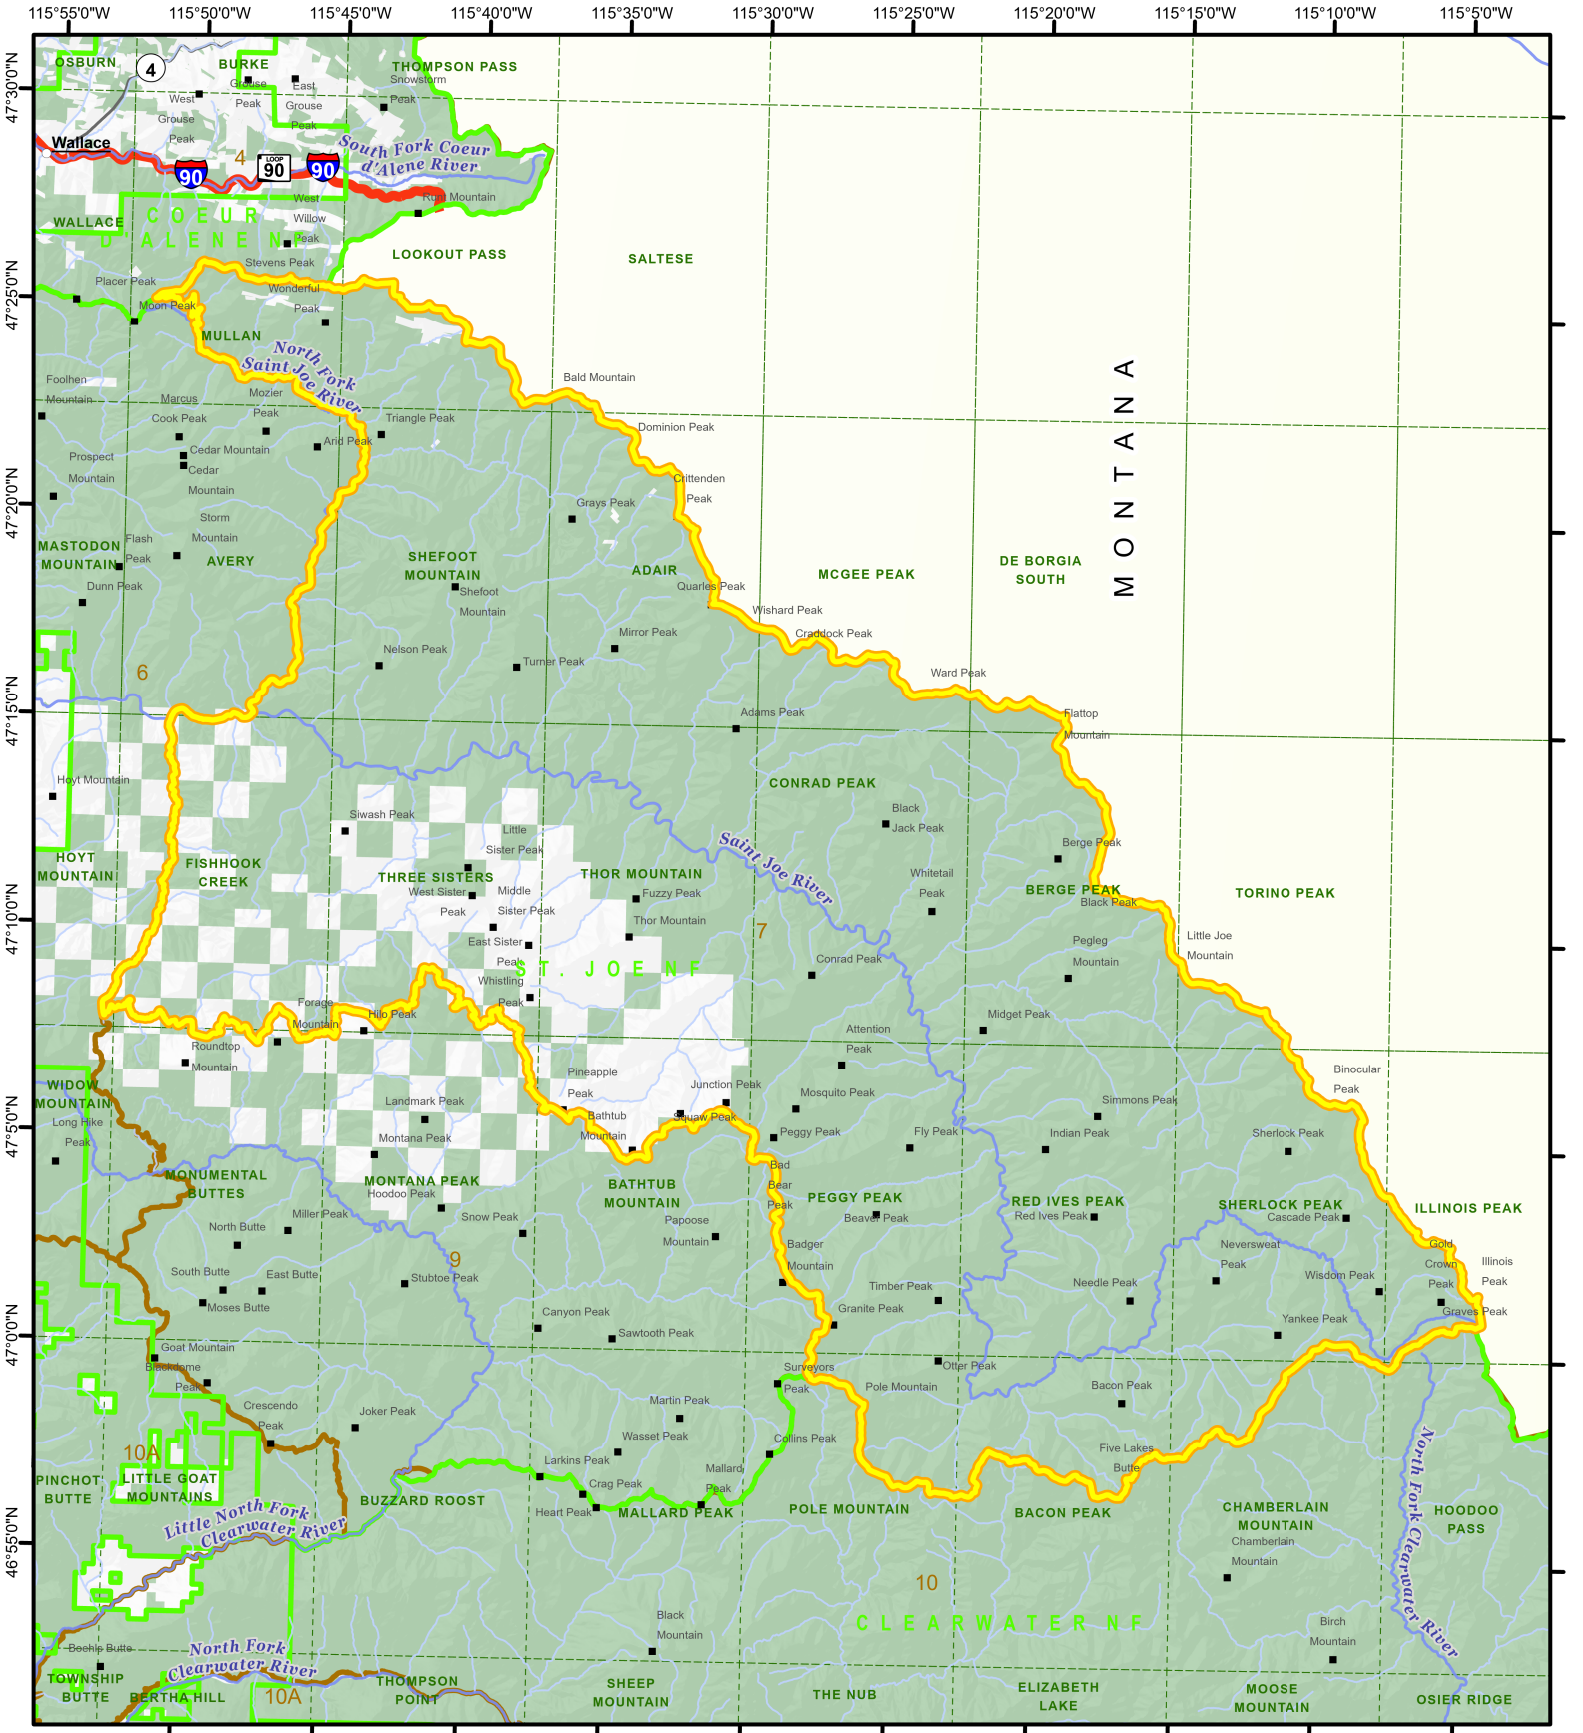 115°55'0"W 115°50'0"W 115°45'0"W 115°40'0"W 115°35'0"W 115°30'0"W 115°25'0"W 115°20'0"W 115°15'0"W 115°10'0"W 115°5'0"W
47°30'0"N
47°25'0"N
47°20'0"N
47°15'0"N
47°10'0"N
47°5'0"N
47°0'0"N
46°55'0"N
OSBURN
4
BURKE
THOMPSON PASS
Grouse
Peak
East
Grouse
Peak
Snowstorm
Peak
West
Grouse
Peak
Wallace
4
90
LOOP
90
90
South Fork Coeur
d'Alene River
West
Willow
Peak
Runt Mountain
WALLACE
COEUR
D'ALENE NF
LOOKOUT PASS
SALTESE
Stevens Peak
Placer Peak
Wonderful
Peak
Moon Peak
MULLAN
North Fork
Saint Joe River
Foolhen
Mountain
Marcus
Cook Peak
Mozier
Peak
Bald Mountain
Triangle Peak
Arid Peak
Dominion Peak
Cedar Mountain
Cedar
Mountain
Prospect
Mountain
Crittenden
Peak
Grays Peak
Storm
Mountain
Flash
Peak
MASTODON
MOUNTAIN
AVERY
SHEFOOT
MOUNTAIN
ADAIR
MCGEE PEAK
DE BORGIA
SOUTH
MONTANA
Dunn Peak
Shefoot
Mountain
Quarles Peak
Wishard Peak
Craddock Peak
Mirror Peak
Nelson Peak
Turner Peak
6
Ward Peak
Adams Peak
Flattop
Mountain
Hoyt Mountain
CONRAD PEAK
Siwash Peak
Little
Sister Peak
Black
Jack Peak
Saint Joe River
Berge Peak
HOYT
MOUNTAIN
FISHHOOK
CREEK
THREE SISTERS
THOR MOUNTAIN
Whitetail
Peak
BERGE PEAK
TORINO PEAK
West Sister
Peak
Middle
Sister Peak
Fuzzy Peak
Black Peak
Thor Mountain
7
East Sister
Peak
Pegleg
Mountain
Little Joe
Mountain
ST. JOE NF
Conrad Peak
Whistling
Peak
Forage
Mountain
Hilo Peak
Midget Peak
Attention
Peak
Roundtop
Mountain
Pineapple
Peak
Junction Peak
Binocular
Peak
WIDOW
MOUNTAIN
Landmark Peak
Mosquito Peak
Simmons Peak
Long Hike
Peak
Bathtub
Mountain
Squaw Peak
Montana Peak
Peggy Peak
Fly Peak
Indian Peak
Sherlock Peak
MONUMENTAL
BUTTES
MONTANA PEAK
Hoodoo Peak
BATHTUB
MOUNTAIN
Bad
Bear
Peak
PEGGY PEAK
Beaver Peak
RED IVES PEAK
Red Ives Peak
SHERLOCK PEAK
Cascade Peak
ILLINOIS PEAK
Miller Peak
North Butte
Snow Peak
Papoose
Mountain
Badger
Mountain
Neversweat
Peak
Gold
Crown
Peak
Illinois
Peak
9
South Butte
East Butte
Stubtoe Peak
Timber Peak
Needle Peak
Wisdom Peak
Moses Butte
Canyon Peak
Sawtooth Peak
Granite Peak
Yankee Peak
Graves Peak
Goat Mountain
Blackdome
Peak
Surveyors
Peak
Otter Peak
Pole Mountain
Bacon Peak
Crescendo
Peak
Joker Peak
Martin Peak
Wasset Peak
Collins Peak
10A
Larkins Peak
Crag Peak
Heart Peak
Mallard
Peak
Five Lakes
Butte
PINCHOT
BUTTE
LITTLE GOAT
MOUNTAINS
BUZZARD ROOST
MALLARD PEAK
POLE MOUNTAIN
BACON PEAK
CHAMBERLAIN
MOUNTAIN
HOODOO
PASS
Little North Fork
Clearwater River
Chamberlain
Mountain
North Fork Clearwater River
10
CLEARWATER NF
Black
Mountain
Birch
Mountain
Boehls Butte
North Fork
Clearwater River
TOWNSHIP
BUTTE
BERTHA HILL
10A
THOMPSON
POINT
SHEEP
MOUNTAIN
THE NUB
ELIZABETH
LAKE
MOOSE
MOUNTAIN
OSIER RIDGE